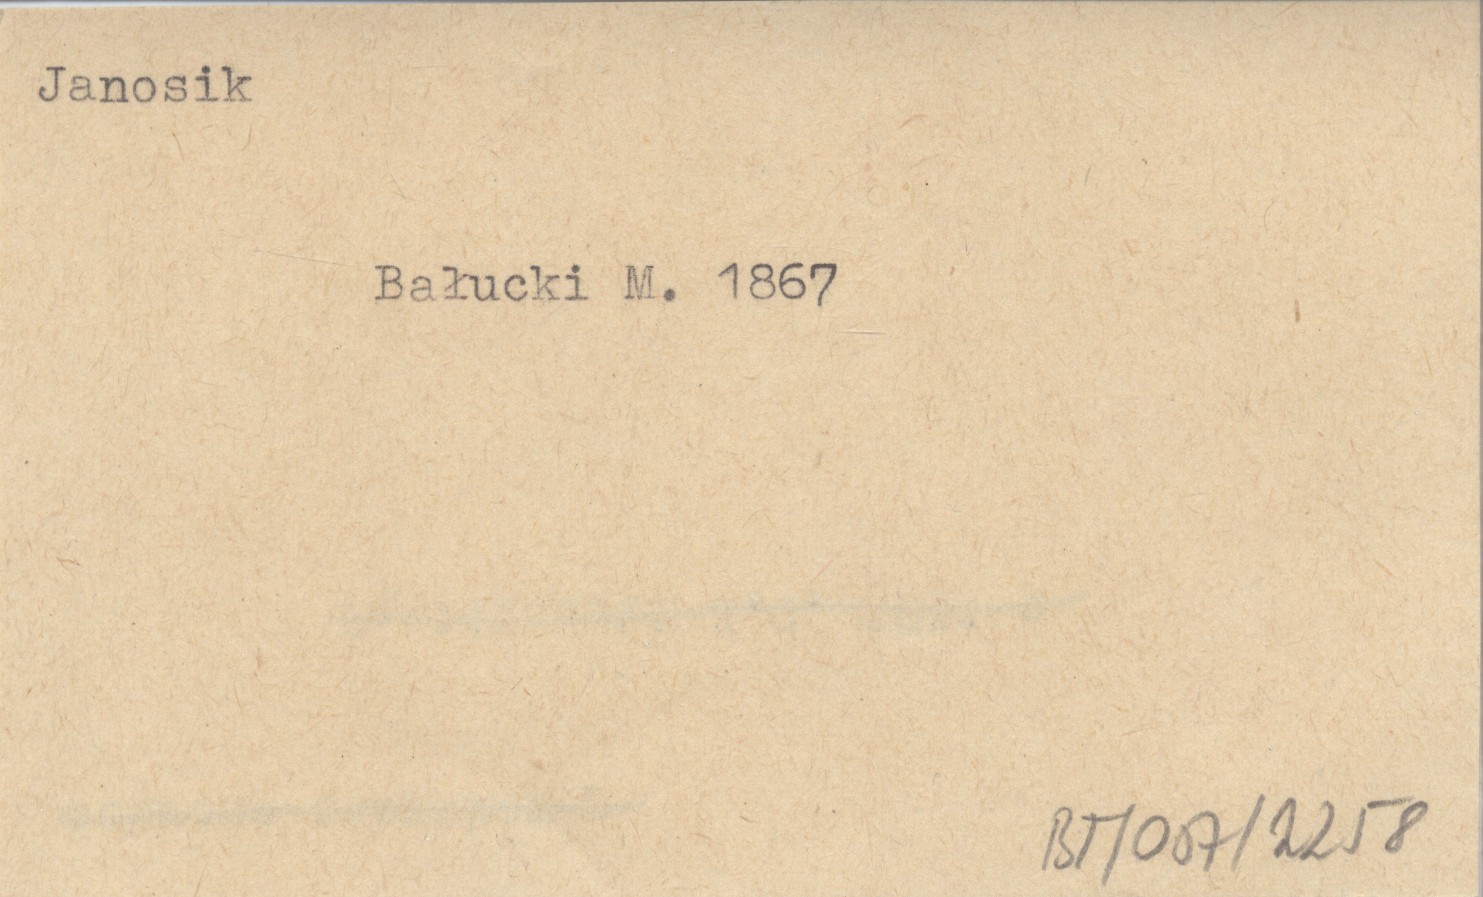 Janosik
Bałucki M. 1867
BT/007/2258